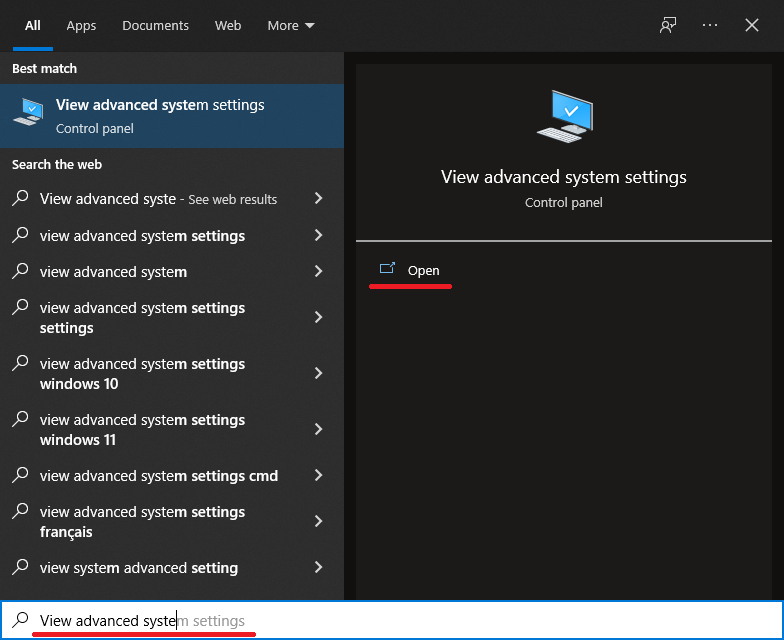 All Apps Documents Web More
Best match
View advanced system settings
Control panel
Search the web
View advanced syste - See web results
view advanced system settings
view advanced system
view advanced system settings
settings
view advanced system settings
windows 10
view advanced system settings
windows 11
view advanced system settings cmd
view advanced system settings
français
view system advanced setting
View advanced system settings
Control panel
Open
View advanced system settings